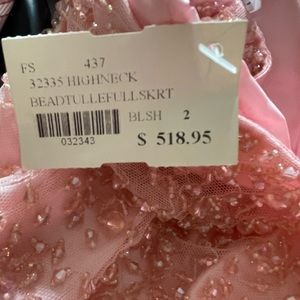 FS 437
32335 HIGHNECK
BEADTULLEFULLSKRT
BLSH 2
032343
$ 518.95